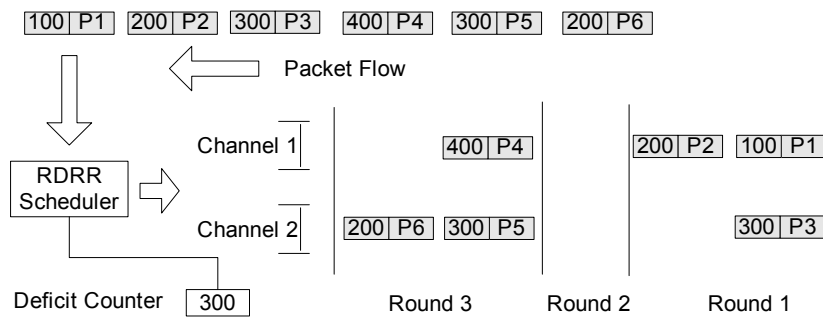 100 P1 200 P2 300 P3 400 P4 300 P5 200 P6
Packet Flow
Channel 1
400 P4
200 P2 100 P1
RDRR
Scheduler
Channel 2
200 P6 300 P5
300 P3
Deficit Counter 300
Round 3 Round 2 Round 1